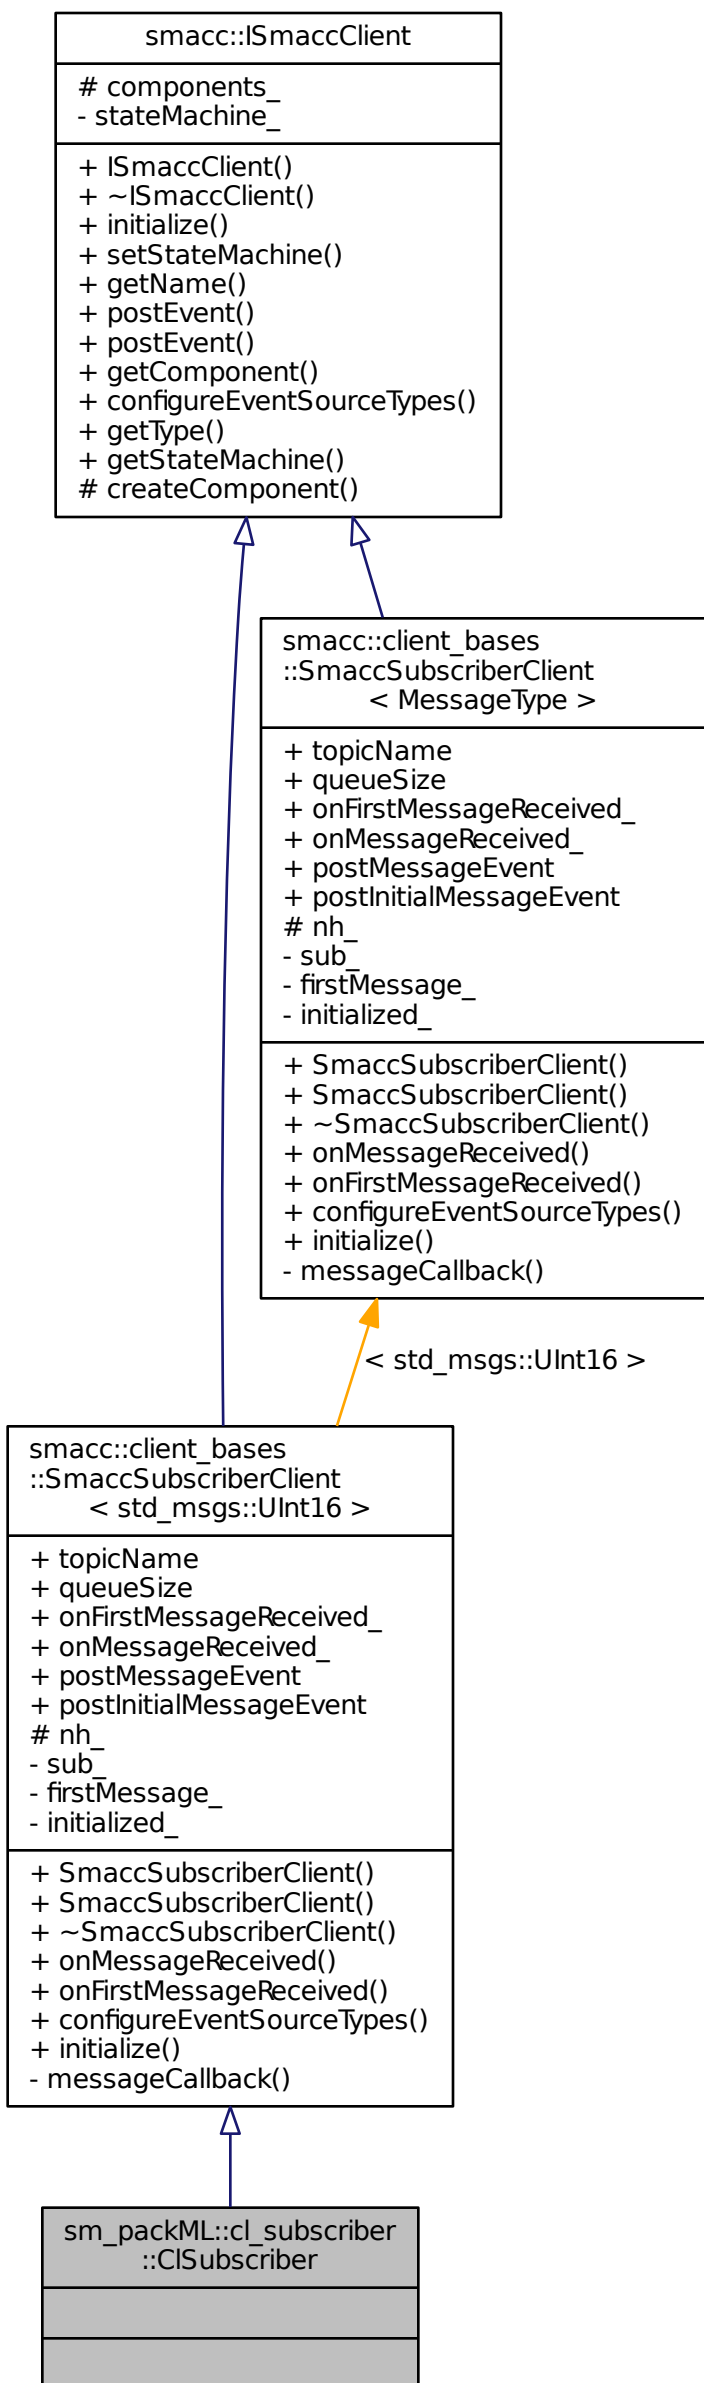 smacc::ISmaccClient
# components_
- stateMachine_
+ ISmaccClient()
+ ~ISmaccClient()
+ initialize()
+ setStateMachine()
+ getName()
+ postEvent()
+ postEvent()
+ getComponent()
+ configureEventSourceTypes()
+ getType()
+ getStateMachine()
# createComponent()
smacc::client_bases
::SmaccSubscriberClient
< MessageType >
+ topicName
+ queueSize
+ onFirstMessageReceived_
+ onMessageReceived_
+ postMessageEvent
+ postInitialMessageEvent
# nh_
- sub_
- firstMessage_
- initialized_
+ SmaccSubscriberClient()
+ SmaccSubscriberClient()
+ ~SmaccSubscriberClient()
+ onMessageReceived()
+ onFirstMessageReceived()
+ configureEventSourceTypes()
+ initialize()
- messageCallback()
< std_msgs::UInt16 >
smacc::client_bases
::SmaccSubscriberClient
< std_msgs::UInt16 >
+ topicName
+ queueSize
+ onFirstMessageReceived_
+ onMessageReceived_
+ postMessageEvent
+ postInitialMessageEvent
# nh_
- sub_
- firstMessage_
- initialized_
+ SmaccSubscriberClient()
+ SmaccSubscriberClient()
+ ~SmaccSubscriberClient()
+ onMessageReceived()
+ onFirstMessageReceived()
+ configureEventSourceTypes()
+ initialize()
- messageCallback()
sm_packML::cl_subscriber
::ClSubscriber